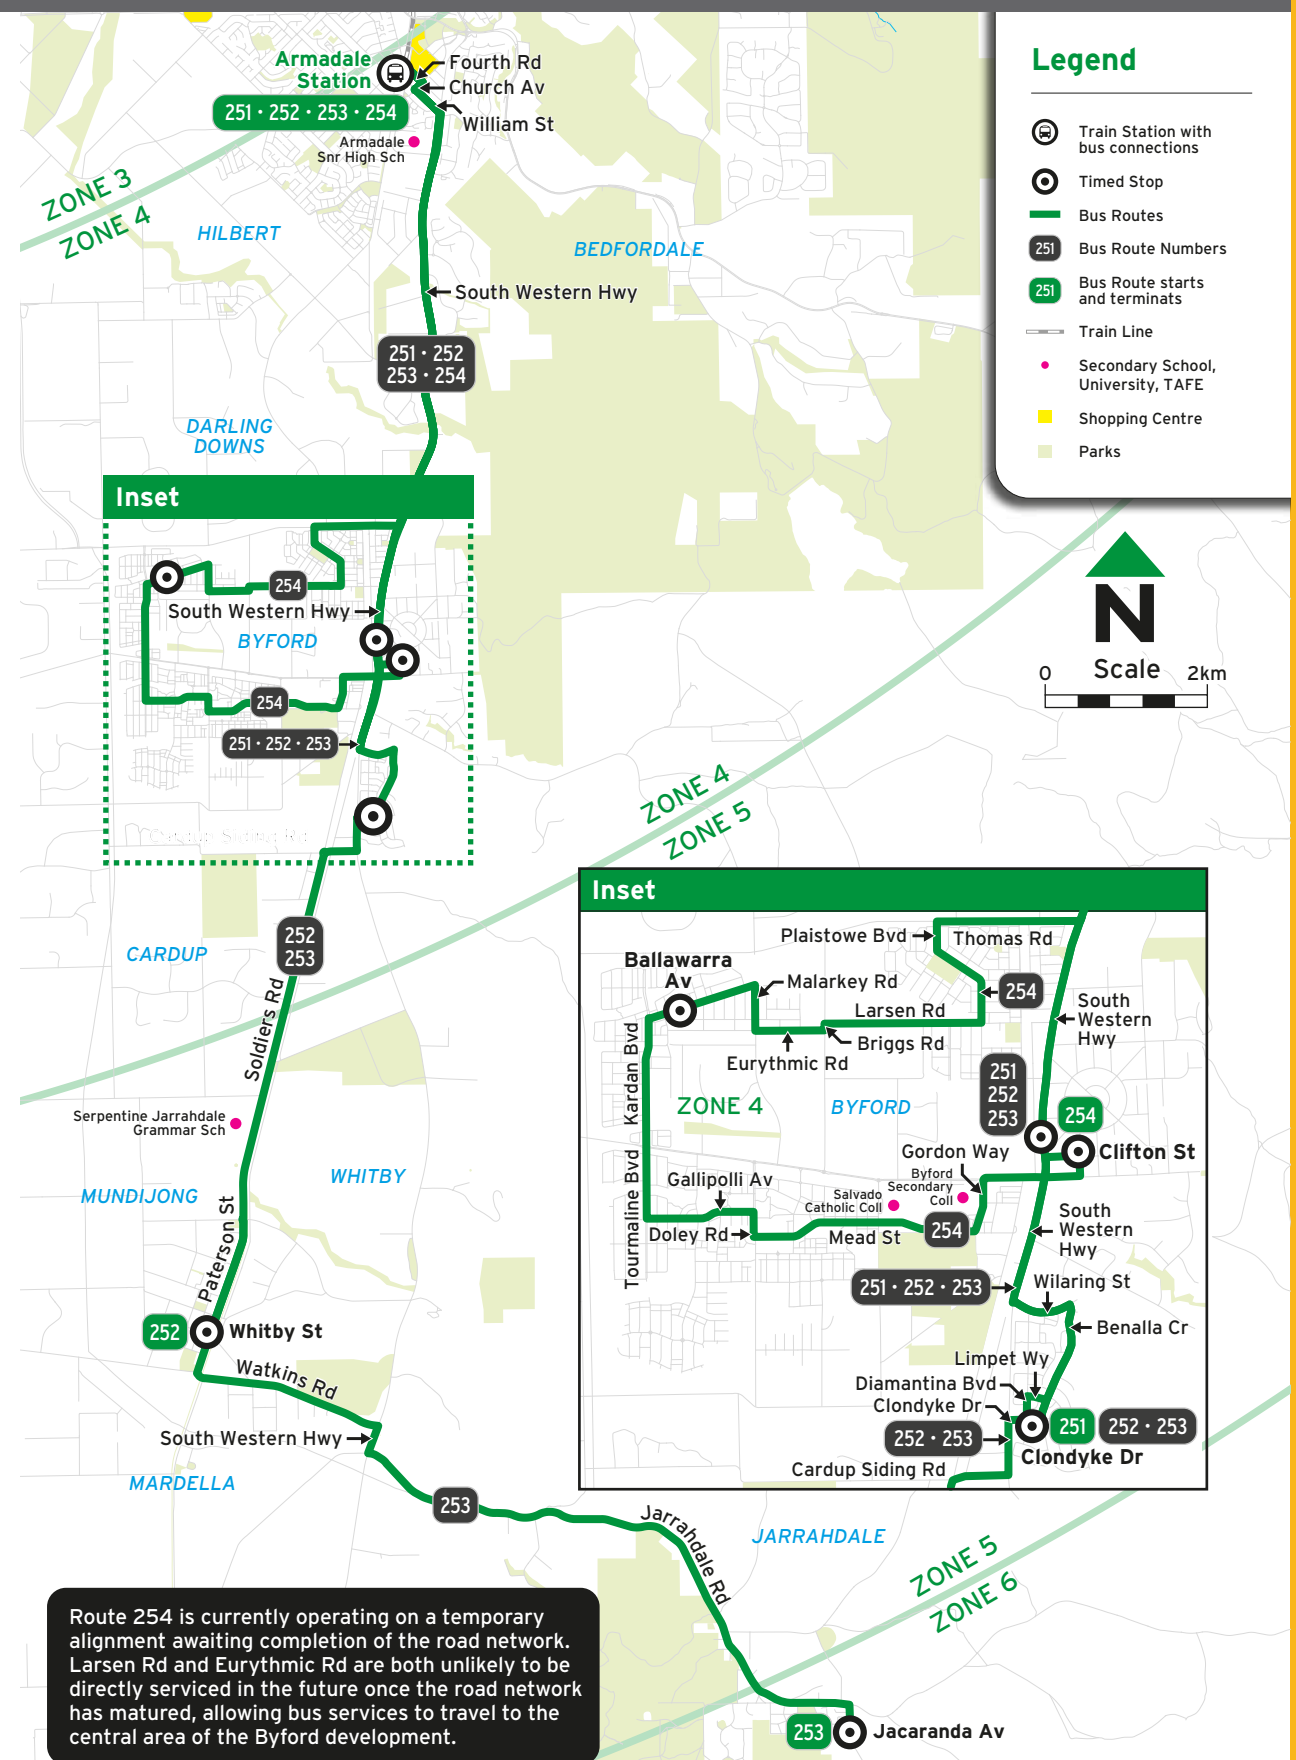 Armadale
Station
251 · 252 · 253 · 254
Fourth Rd
Church Av
William St
Armadale
Snr High Sch
ZONE 3
ZONE 4
HILBERT
BEDFORDALE
South Western Hwy
251 · 252
253 · 254
DARLING
DOWNS
Legend
Train Station with
bus connections
Timed Stop
Bus Routes
251
Bus Route Numbers
251
Bus Route starts
and terminats
Train Line
Secondary School,
University, TAFE
Shopping Centre
Parks
N
0
Scale
2km
Inset
254
South Western Hwy
BYFORD
254
251 · 252 · 253
ZONE 4
ZONE 5
252
253
CARDUP
Soldiers Rd
Serpentine Jarrahdale
Grammar Sch
WHITBY
MUNDIJONG
Paterson St
252
Whitby St
Watkins Rd
South Western Hwy
MARDELLA
253
Jarrahdale Rd
JARRAHDALE
ZONE 5
ZONE 6
253
Jacaranda Av
Inset
Plaistowe Bvd
Thomas Rd
Ballawarra
Av
Malarkey Rd
254
Larsen Rd
South
Western
Hwy
Briggs Rd
Eurythmic Rd
Kardan Bvd
251
252
253
ZONE 4
BYFORD
254
Clifton St
Gordon Way
Byford
Secondary
Coll
Gallipolli Av
Salvado
Catholic Coll
Tourmaline Bvd
Doley Rd
Mead St
254
South
Western
Hwy
251 · 252 · 253
Wilaring St
Benalla Cr
Limpet Wy
Diamantina Bvd
Clondyke Dr
251
252 · 253
252 · 253
Clondyke Dr
Cardup Siding Rd
Route 254 is currently operating on a temporary
alignment awaiting completion of the road network.
Larsen Rd and Eurythmic Rd are both unlikely to be
directly serviced in the future once the road network
has matured, allowing bus services to travel to the
central area of the Byford development.